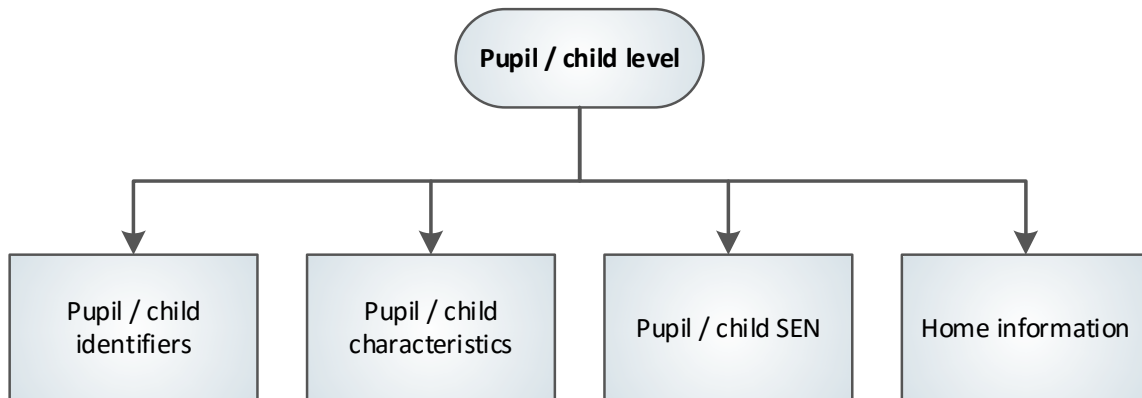 Pupil / child level
Pupil / child
identifiers
Pupil / child
characteristics
Pupil / child SEN
Home information